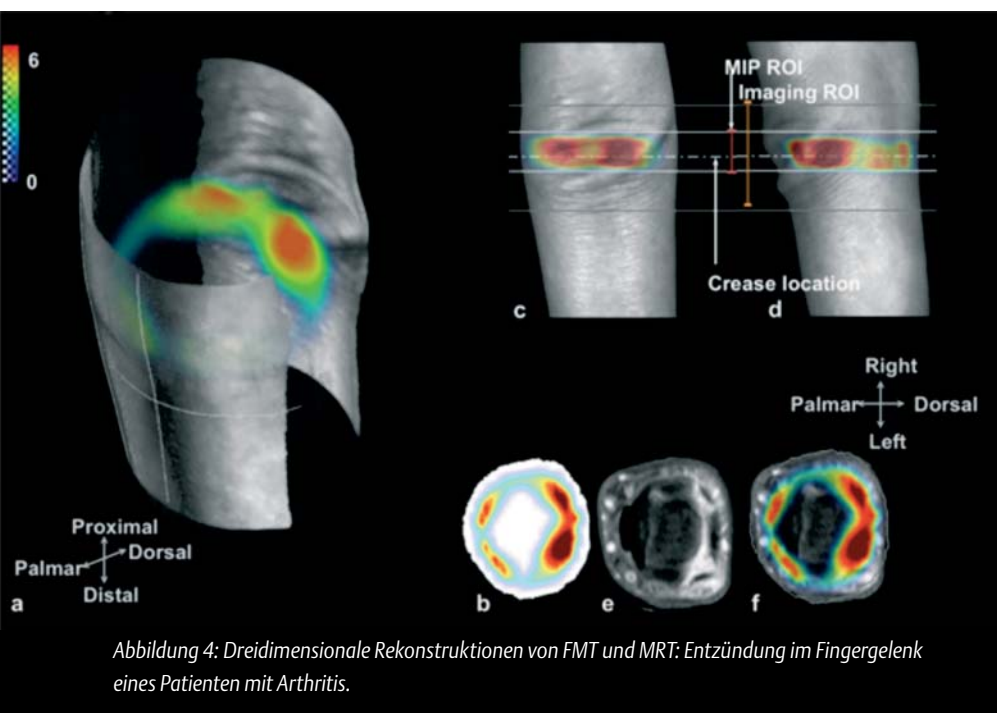 6
0
MIP ROI
Imaging ROI
Crease location
c
d
Right
Palmar
Dorsal
Left
Proximal
Dorsal
Palmar
Distal
a
b
e
f
Abbildung 4: Dreidimensionale Rekonstruktionen von FMT und MRT: Entzündung im Fingergelenk
eines Patienten mit Arthritis.